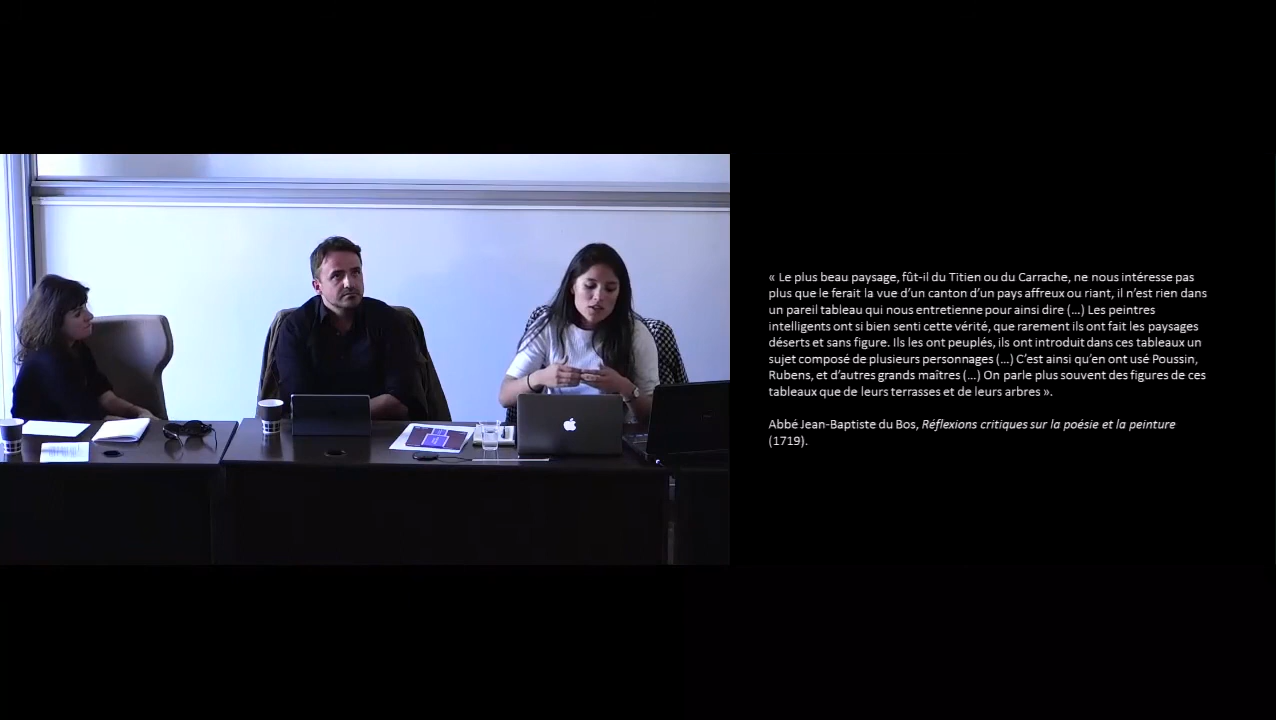 « Le plus beau paysage, fût-il du Titien ou du Carrache, ne nous intéresse pas
plus que le ferait la vue d'un canton d'un pays affreux ou riant, il n'est rien dans
un pareil tableau qui nous entretienne pour ainsi dire (...) Les peintres
intelligents ont si bien senti cette vérité, que rarement ils ont fait les paysages
déserts et sans figure. Ils les ont peuplés, ils ont introduit dans ces tableaux un
sujet composé de plusieurs personnages (...) C'est ainsi qu'en ont usé Poussin,
Rubens, et d'autres grands maîtres (...) On parle plus souvent des figures de ces
tableaux que de leurs terrasses et de leurs arbres ».
Abbé Jean-Baptiste du Bos, Réflexions critiques sur la poésie et la peinture
(1719).